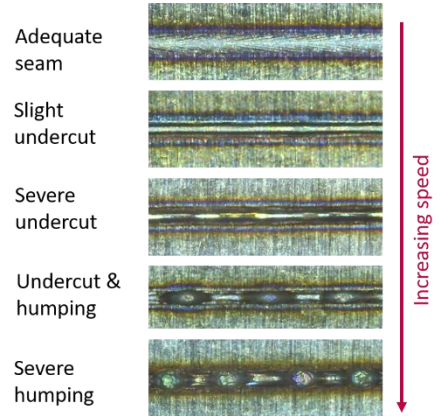 Adequate
seam
Slight
undercut
Severe
undercut
Undercut &
humping
Severe
humping
Increasing speed